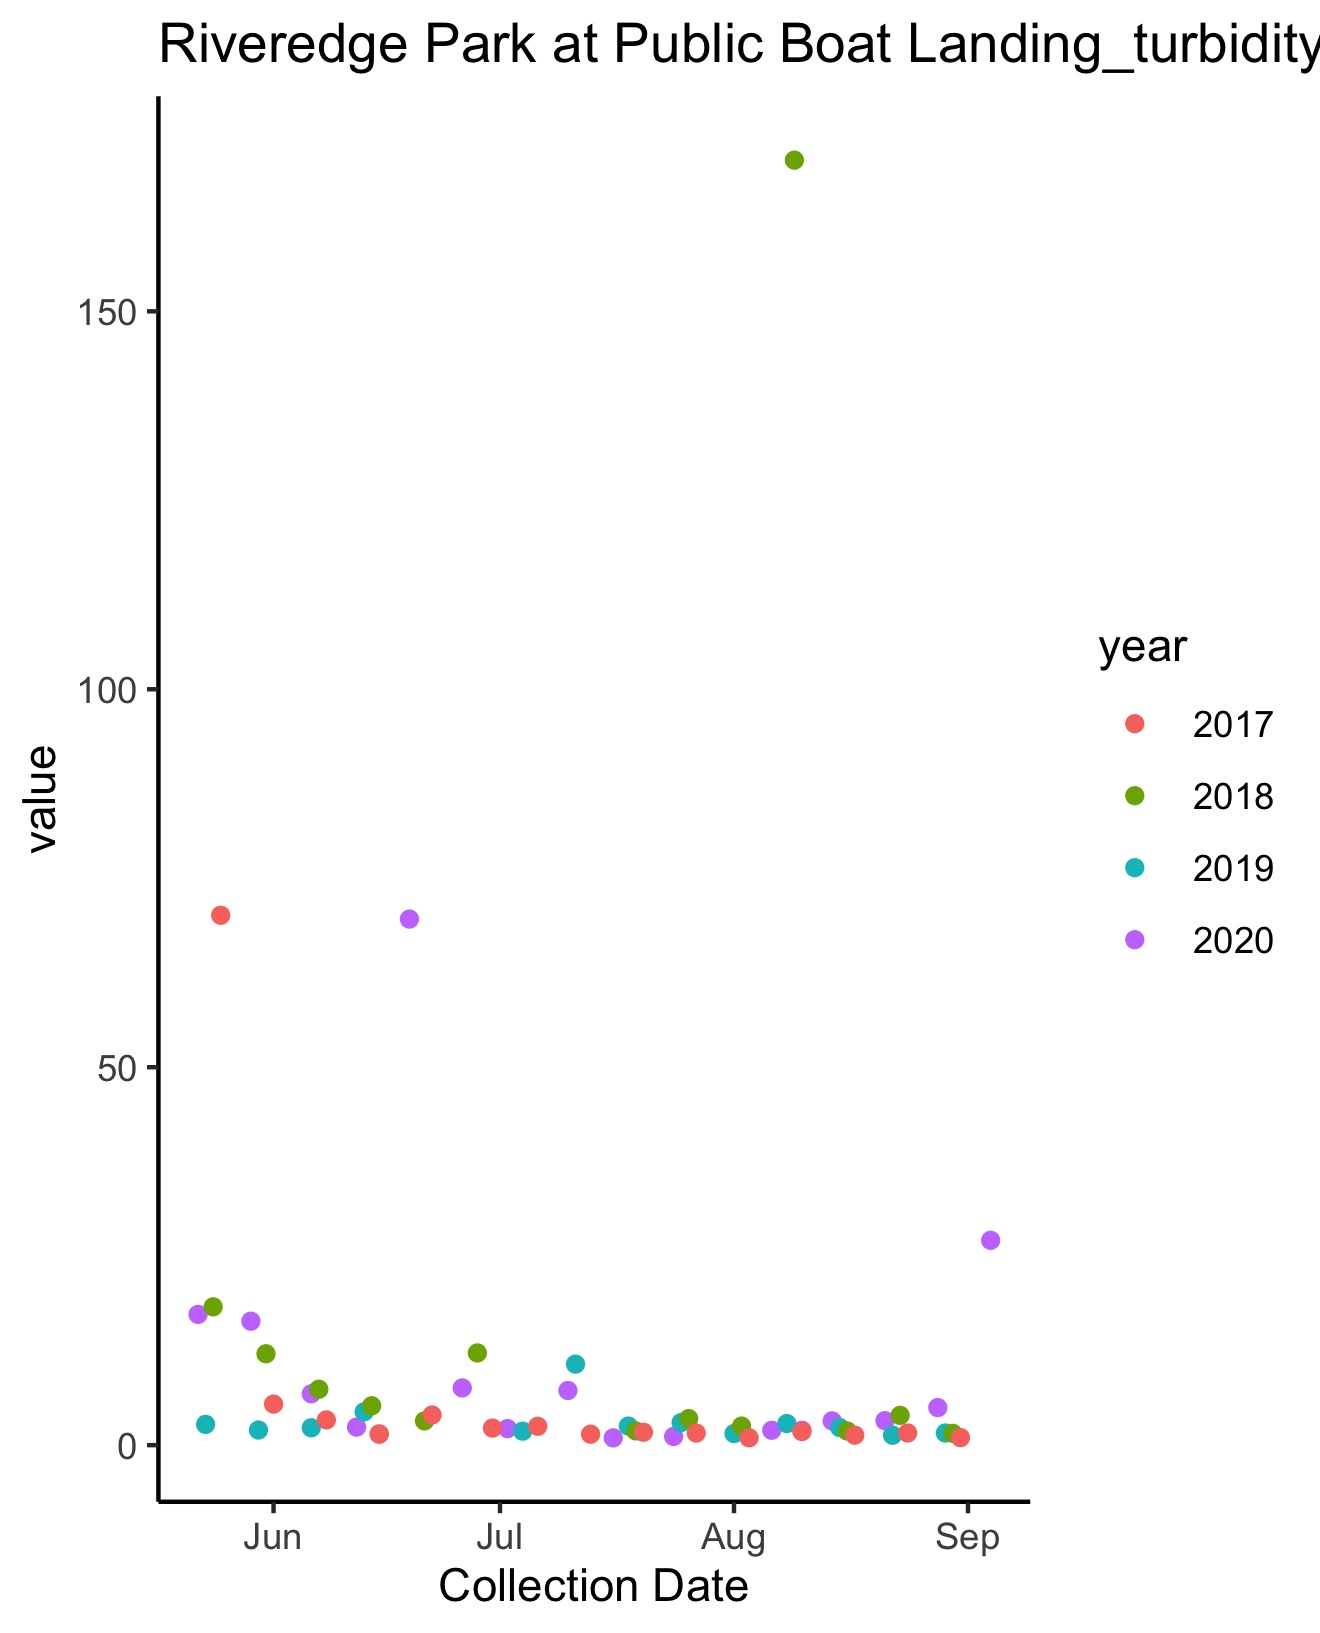 Riveredge Park at Public Boat Landing_turbidity
150
100
50
0
value
Jun Jul Aug Sep
Collection Date
year
2017
2018
2019
2020